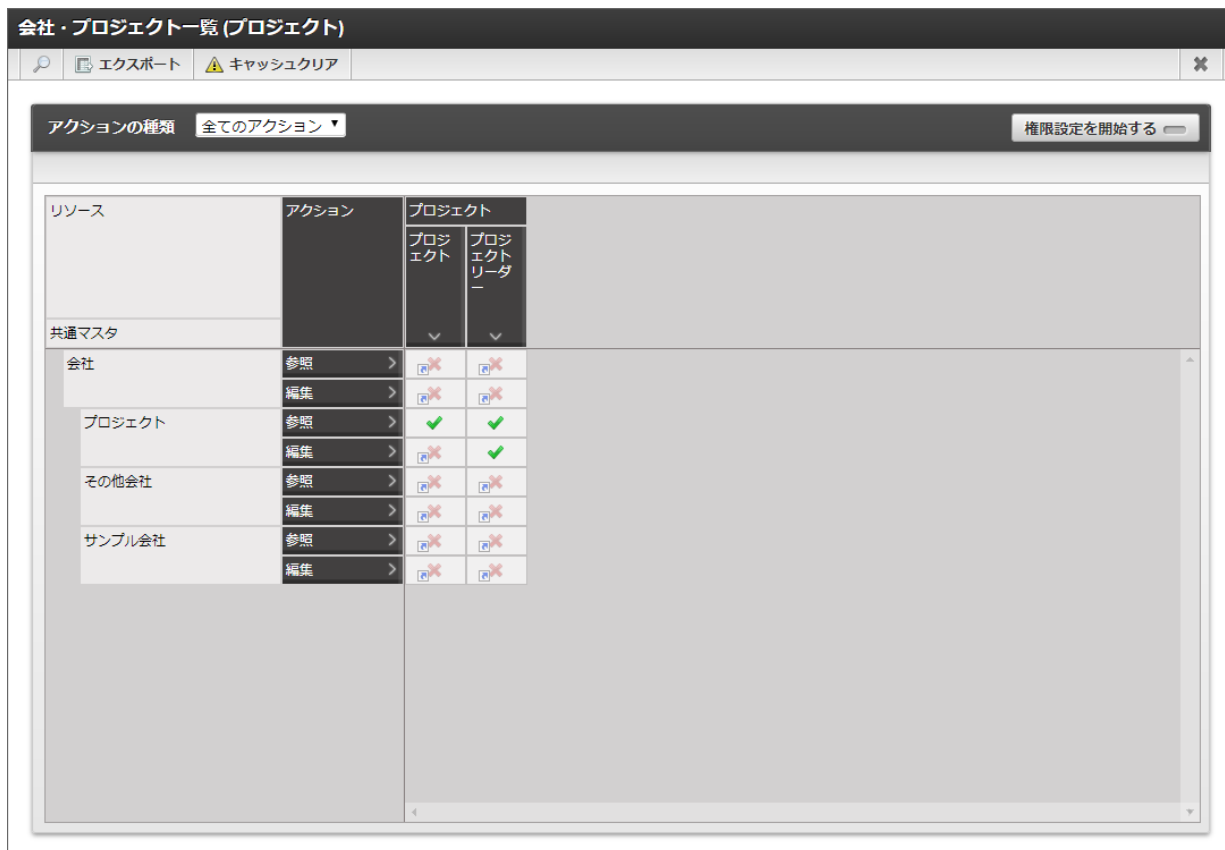 会社・プロジェクト一覧 (プロジェクト)
エクスポート キャッシュクリア
アクションの種類 全てのアクション 権限設定を開始する
リソース アクション プロジェクト
プロジ
ェクト
プロジ
ェクト
リーダ
ー
共通マスタ
会社 参照
編集
プロジェクト 参照
編集
その他会社 参照
編集
サンプル会社 参照
編集